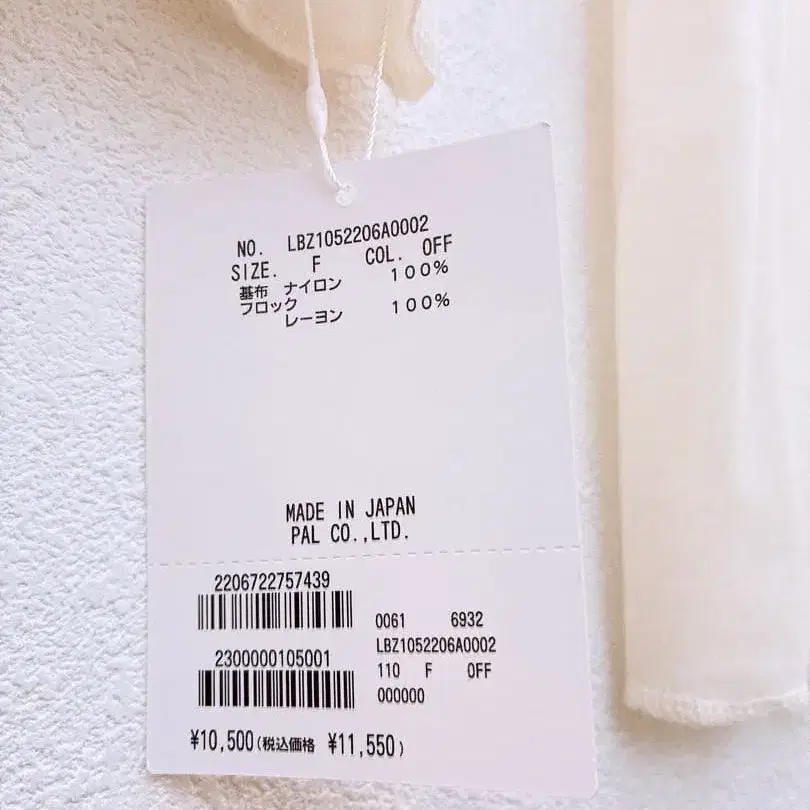 NO. LBZ1052206A0002
SIZE. F COL. OFF
基布 ナイロン 100%
フロック
レーヨン 100%
MADE IN JAPAN
PAL CO.,LTD.
2206722757439
0061 6932
LBZ1052206A0002
2300000105001
110 F OFF
000000
¥10,500(税込価格 ¥11,550)